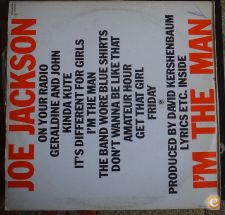 JOE JACKSON
ON YOUR RADIO
GERALDINE AND JOHN
KINDA KUTE
IT'S DIFFERENT FOR GIRLS
I'M THE MAN
THE BAND WORE BLUE SHIRTS
DON'T WANNA BE LIKE THAT
AMATEUR HOUR
GET THAT GIRL
FRIDAY
PRODUCED BY DAVID KERSHENBAUM
LYRICS ETC. INSIDE
I'M THE MAN